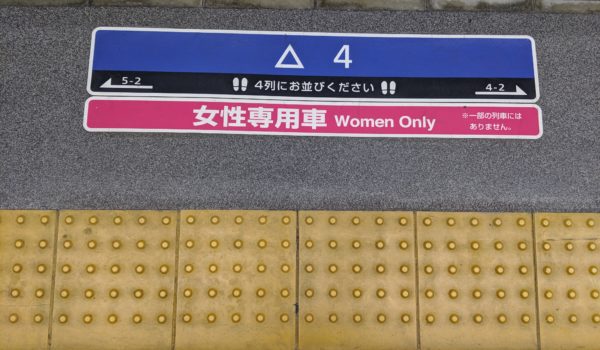 △ 4
5-2
4列にお並びください
4-2
女性専用車 Women Only
※一部の列車には
ありません。